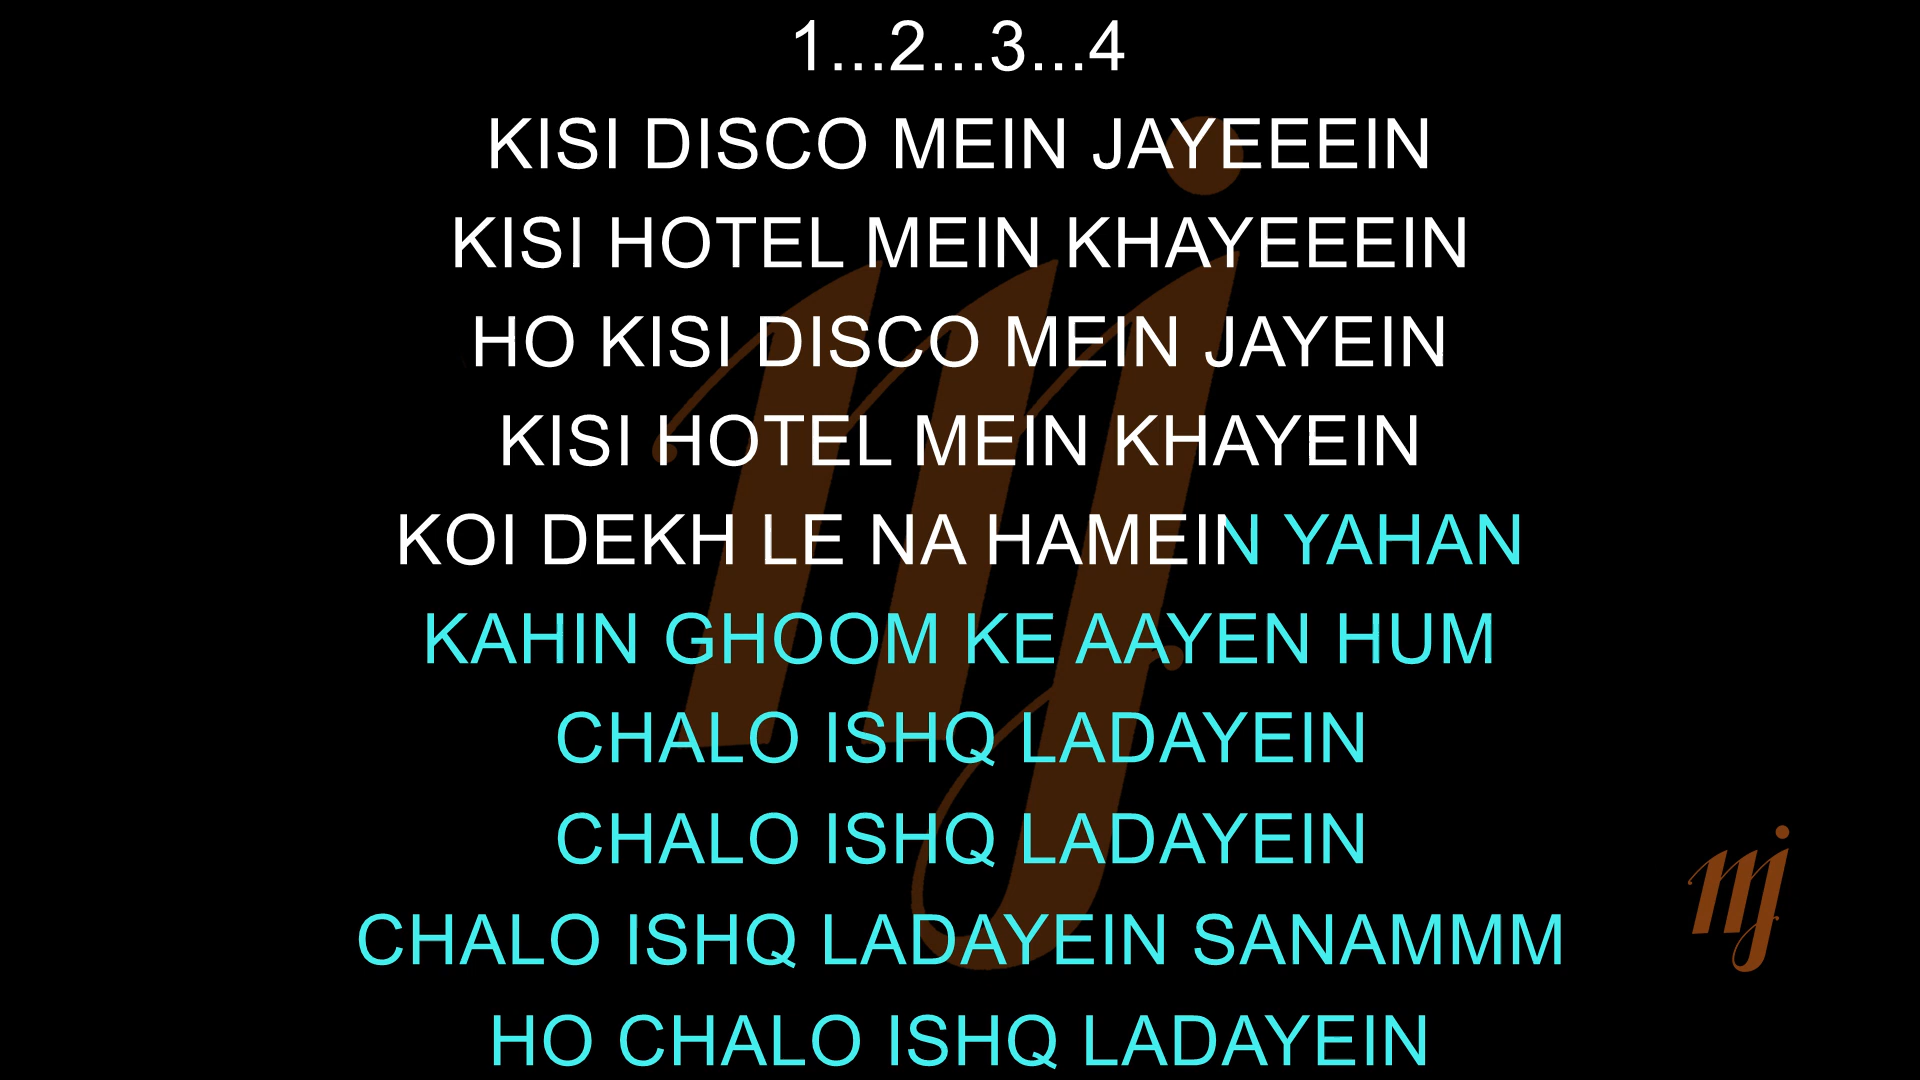 1...2...3...4
KISI DISCO MEIN JAYEEEIN
KISI HOTEL MEIN KHAYEEEIN
HO KISI DISCO MEIN JAYEIN
KISI HOTEL MEIN KHAYEIN
KOI DEKH LE NA HAMEIN YAHAN
KAHIN GHOOM KE AAYEN HUM
CHALO ISHQ LADAYEIN
CHALO ISHQ LADAYEIN
CHALO ISHQ LADAYEIN SANAMMM
HO CHALO ISHQ LADAYEIN
mj